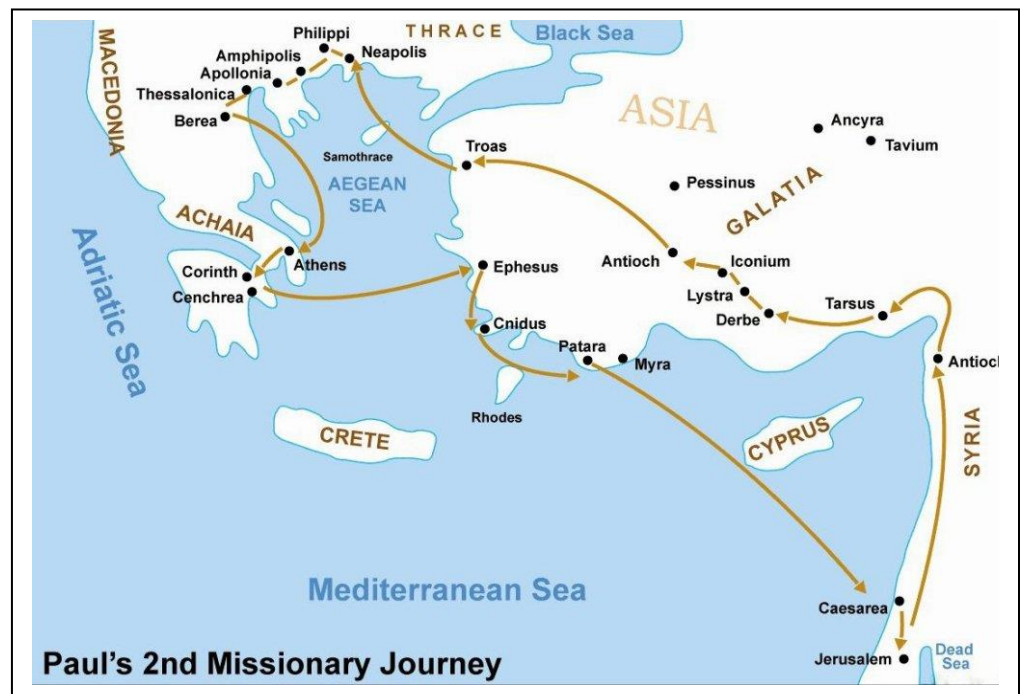 Philippi
THRACE
Black Sea
MACEDONIA
Amphipolis
Neapolis
Apollonia
Thessalonica
Berea
ASIA
Ancyra
Tavium
Samothrace
Troas
AEGEAN
SEA
Pessinus
GALATIA
ACHAIA
Adriatic Sea
Athens
Corinth
Cenchrea
Ephesus
Antioch
Iconium
Lystra
Derbe
Tarsus
Cnidus
Patara
Myra
Antioch
Rhodes
CRETE
CYPRUS
SYRIA
Mediterranean Sea
Caesarea
Jerusalem
Dead
Sea
Paul's 2nd Missionary Journey